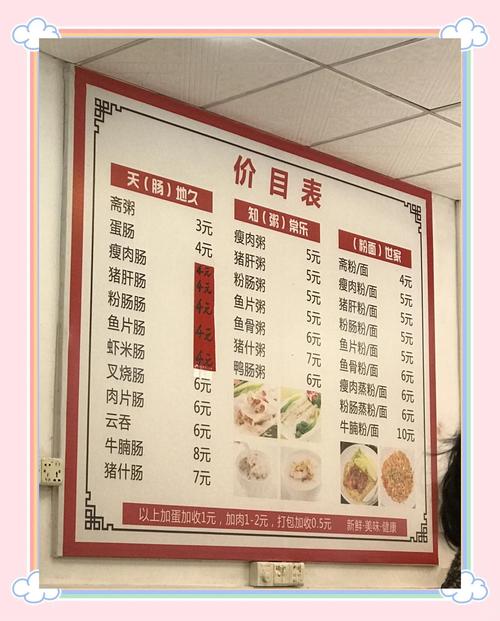 价目表
天(肠)地久
斋粥 3元
蛋肠 4元
瘦肉肠 4元
猪肝肠 4元
粉肠肠 4元
鱼片肠 4元
虾米肠 4元
叉烧肠 6元
肉片肠 6元
云吞 6元
牛腩肠 8元
猪什肠 7元
知(粥)常乐
瘦肉粥 5元
猪肝粥 5元
粉肠粥 5元
鱼片粥 5元
鱼骨粥 6元
猪什粥 7元
鸭肠粥 6元
(粉面)世家
斋粉/面 4元
瘦肉粉/面 5元
猪肝粉/面 5元
粉肠粉/面 5元
鱼片粉/面 5元
鱼骨粉/面 6元
瘦肉蒸粉/面 6元
粉肠蒸粉/面 6元
牛腩粉/面 10元
以上加蛋加收1元，加肉1-2元，打包加收0.5元 新鲜·美味·健康